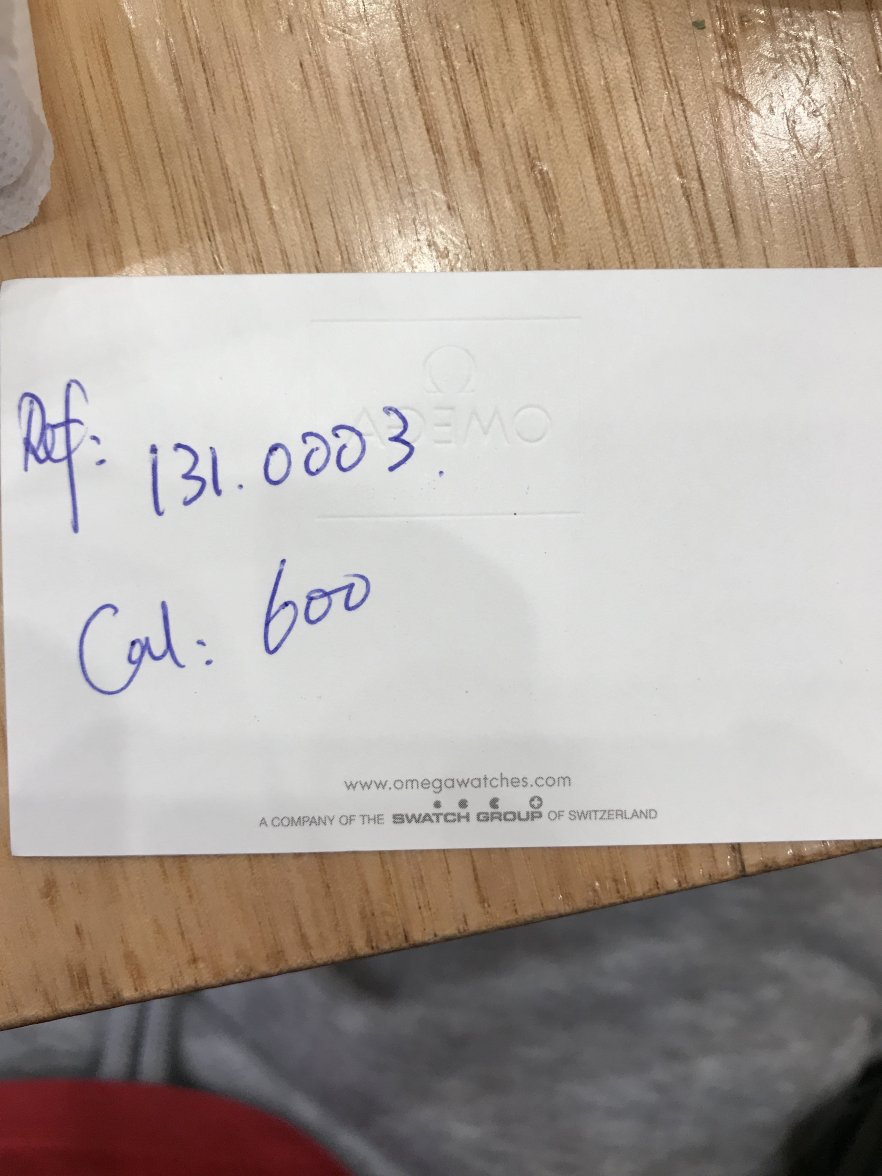 OMEGA
Ref: 131.0003.
Cal: 600
www.omegawatches.com
A COMPANY OF THE SWATCH GROUP OF SWITZERLAND